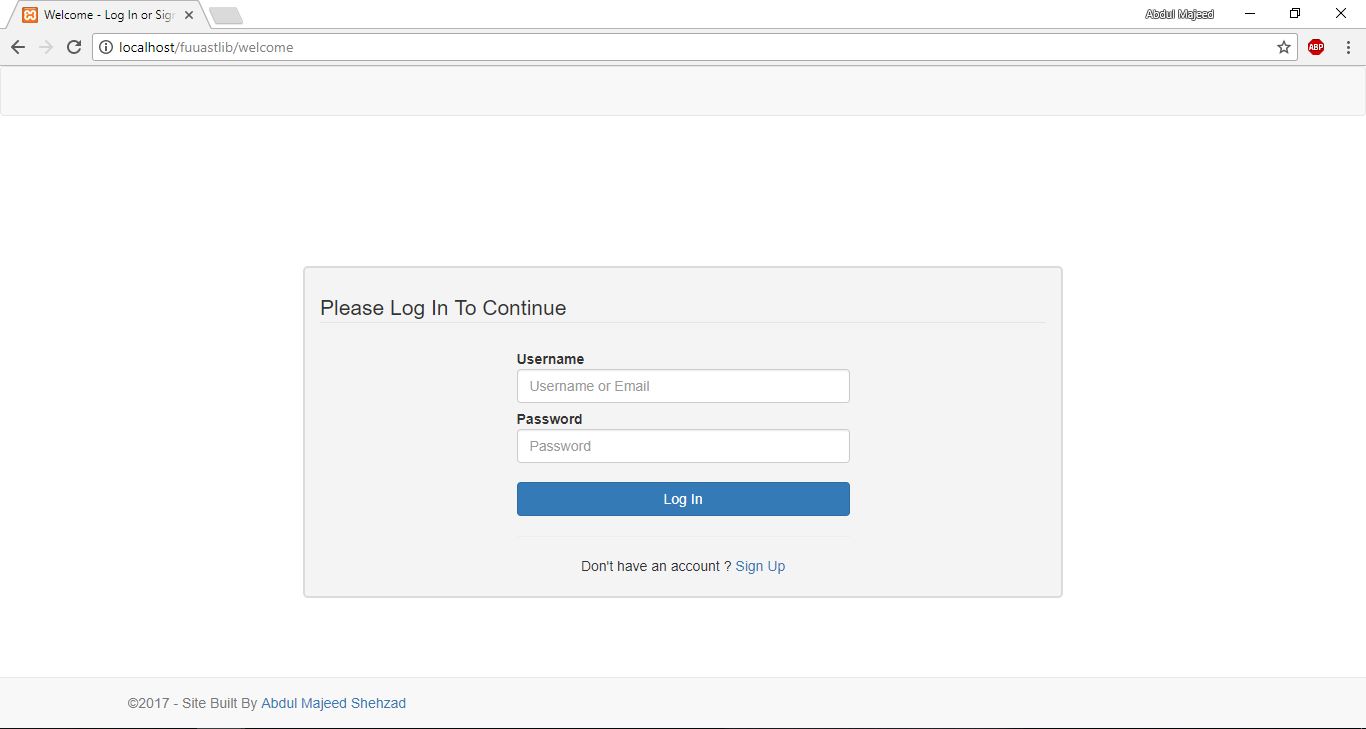 Welcome - Log In or Sign
Abdul Majeed
localhost/fuuastlib/welcome
ABP
Please Log In To Continue
Username
Username or Email
Password
Password
Log In
Don't have an account ? Sign Up
©2017 - Site Built By Abdul Majeed Shehzad